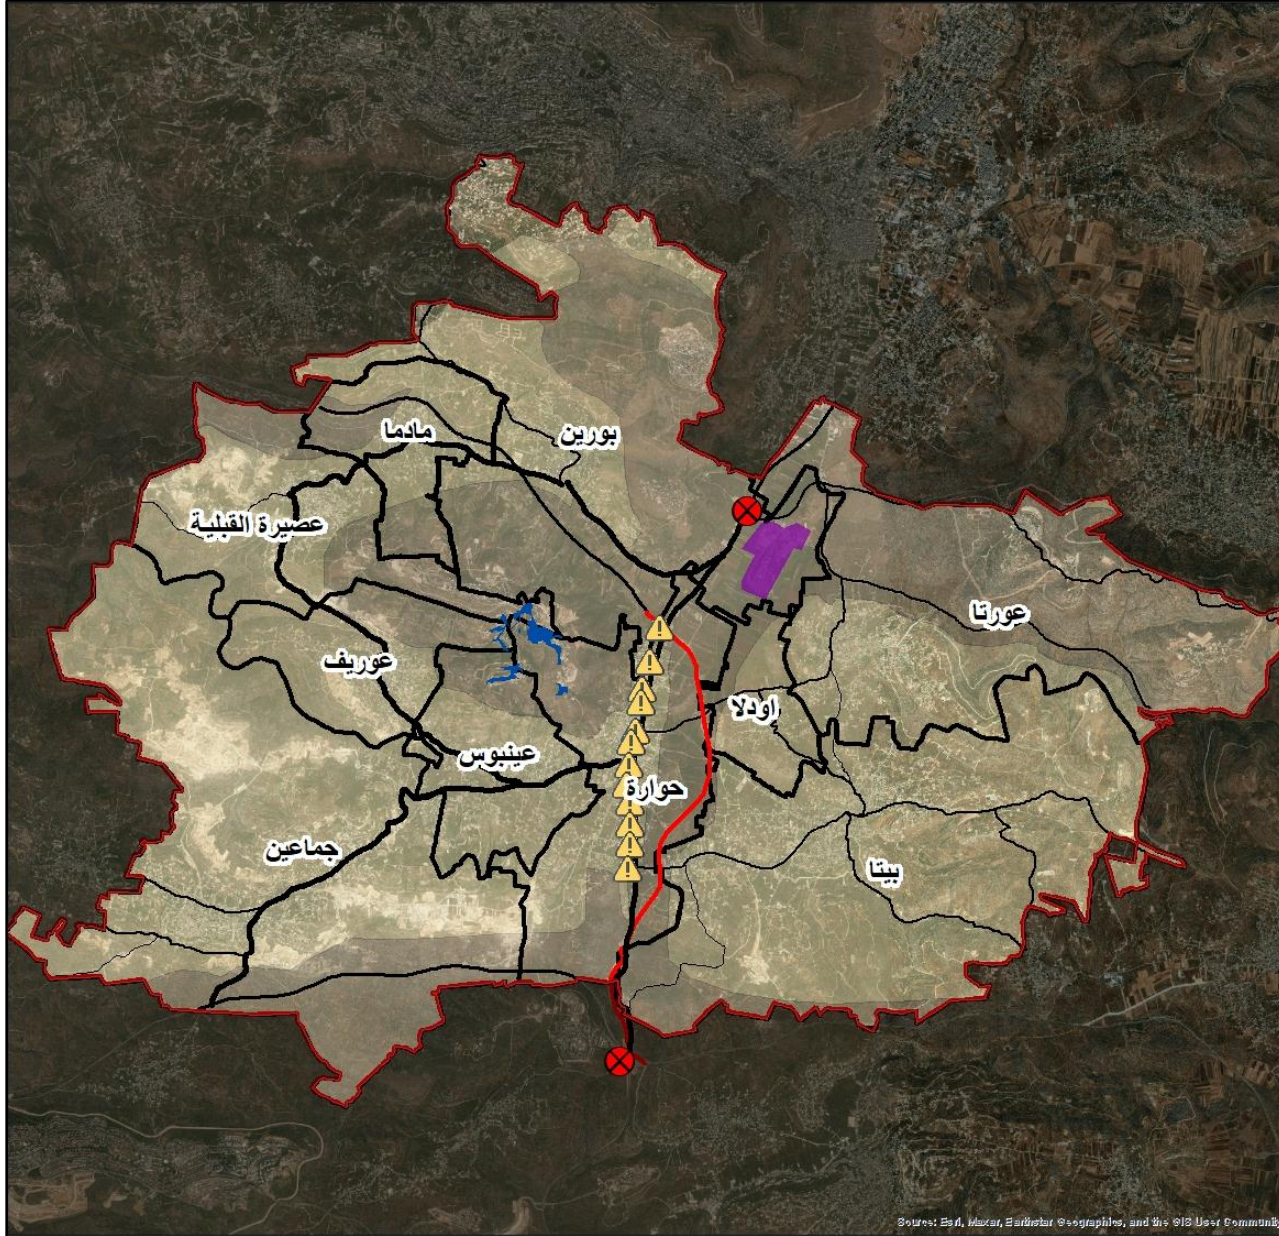 بورين
مادما
عصيرة القبلية
عورتا
عوريف
اودلا
عينبوس
حوارة
جماعين
بيتا
Source: Esri, Maxar, Earthstar Geographics, and the GIS User Community